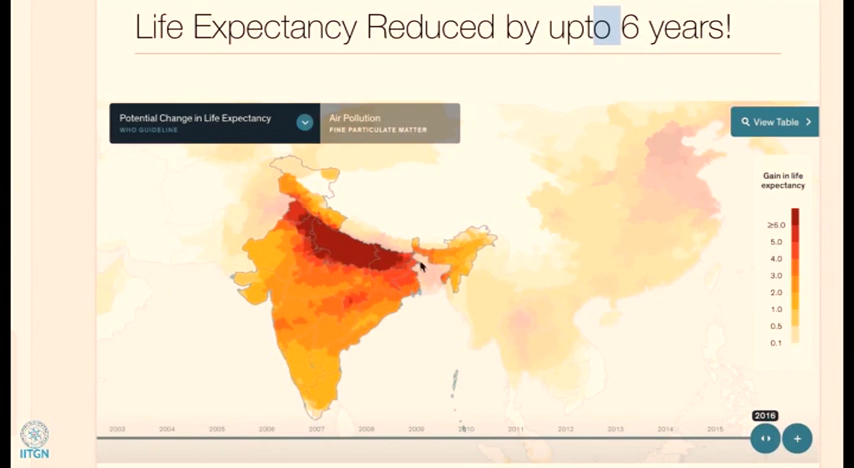 Life Expectancy Reduced by upto 6 years!
Potential Change in Life Expectancy
WHO GUIDELINE
Air Pollution
FINE PARTICULATE MATTER
View Table
Gain in life
expectancy
≥6.0
5.0
4.0
3.0
2.0
1.0
0.5
0.1
2016
2003 2004 2005 2006 2007 2008 2009 2010 2011 2012 2013 2014 2015
IITGN